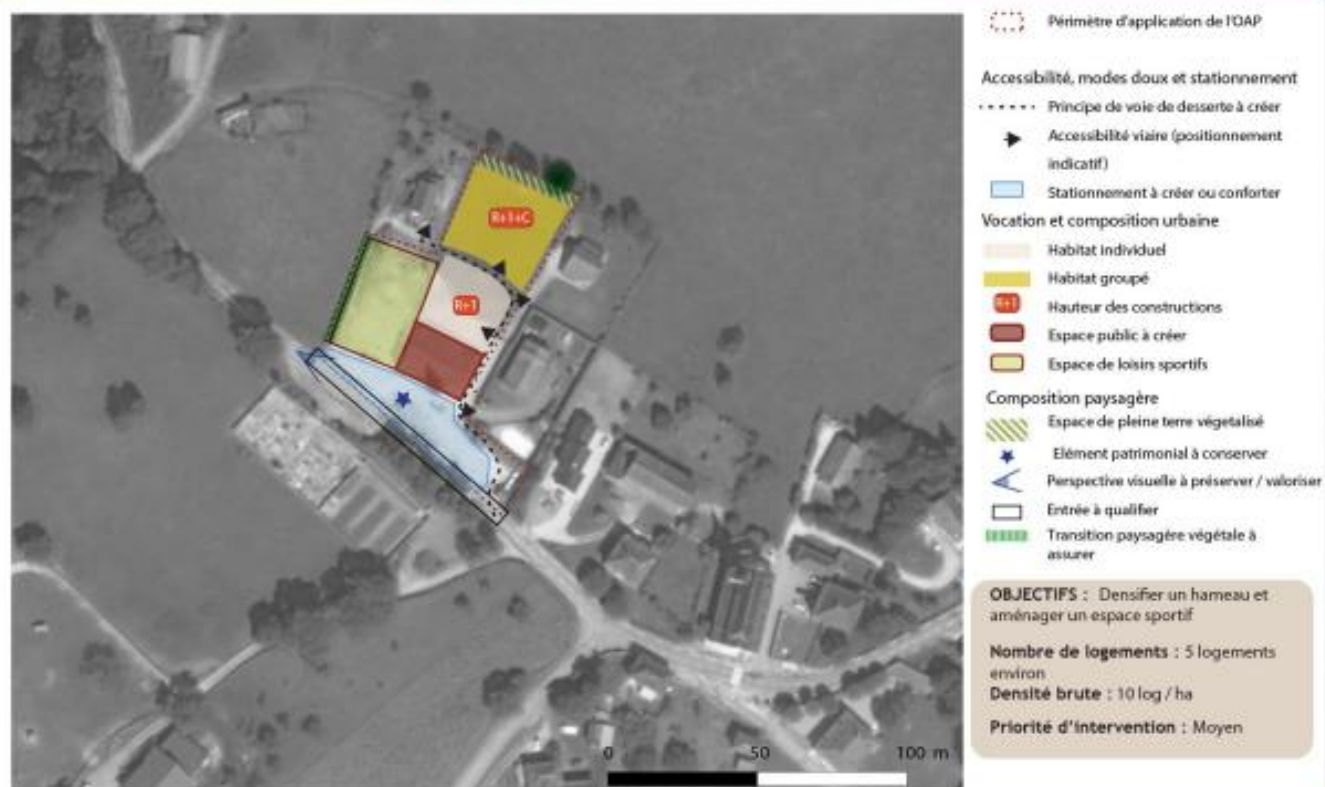 Périmètre d'application de l'OAP
Accessibilité, modes doux et stationnement
Principe de voie de desserte à créer
Accessibilité viaire (positionnement
indicatif)
Stationnement à créer ou conforter
Vocation et composition urbaine
Habitat individuel
Habitat groupé
R+1 Hauteur des constructions
Espace public à créer
Espace de loisirs sportifs
Composition paysagère
Espace de pleine terre végetalisé
Elément patrimonial à conserver
Perspective visuelle à préserver / valoriser
Entrée à qualifier
Transition paysagère végétale à
assurer
OBJECTIFS : Densifier un hameau et
aménager un espace sportif
Nombre de logements : 5 logements
environ
Densité brute : 10 log / ha
Priorité d'intervention : Moyen
R+1+C
R+1
0 50 100 m